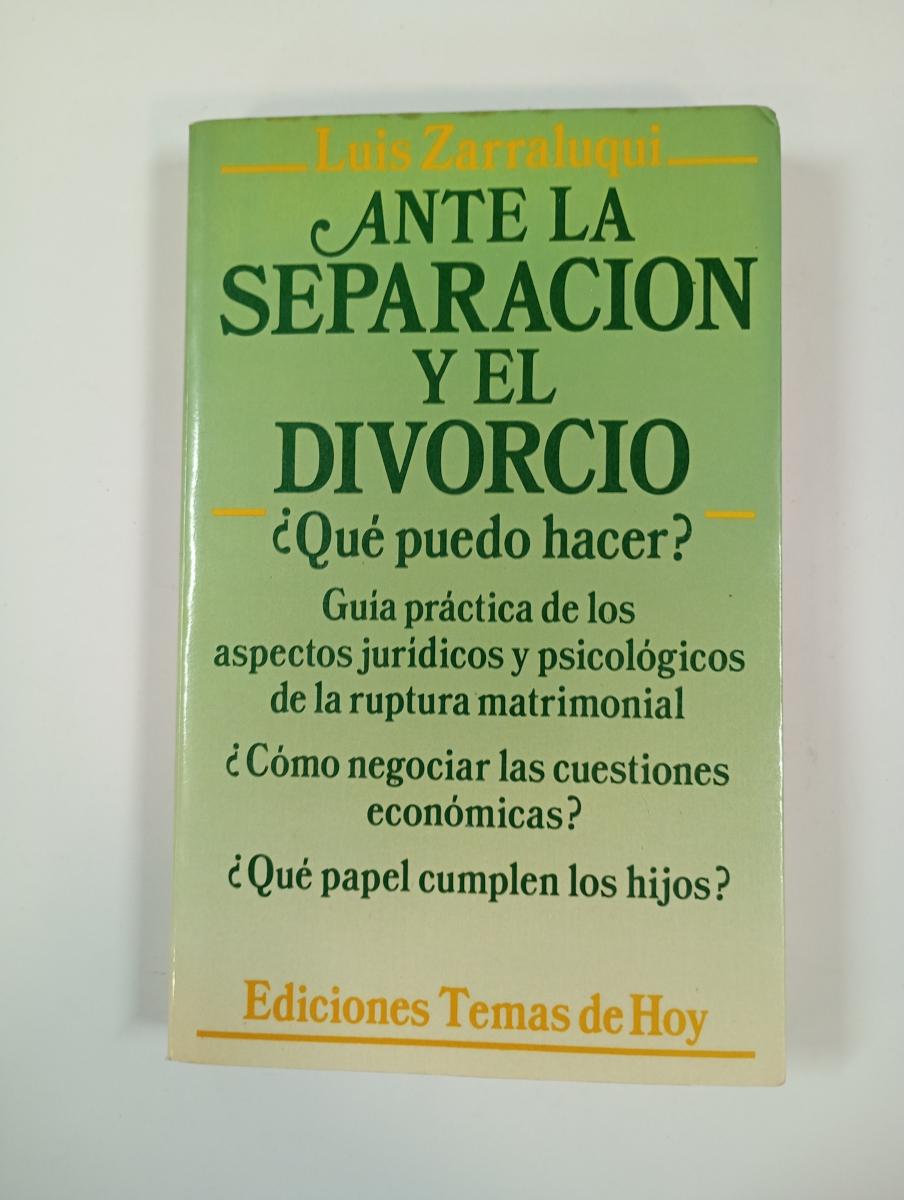 Luis Zarraluqui
ANTE LA
SEPARACION
Y EL
DIVORCIO
¿Qué puedo hacer?
Guía práctica de los
aspectos jurídicos y psicológicos
de la ruptura matrimonial
¿Cómo negociar las cuestiones
económicas?
¿Qué papel cumplen los hijos?
Ediciones Temas de Hoy